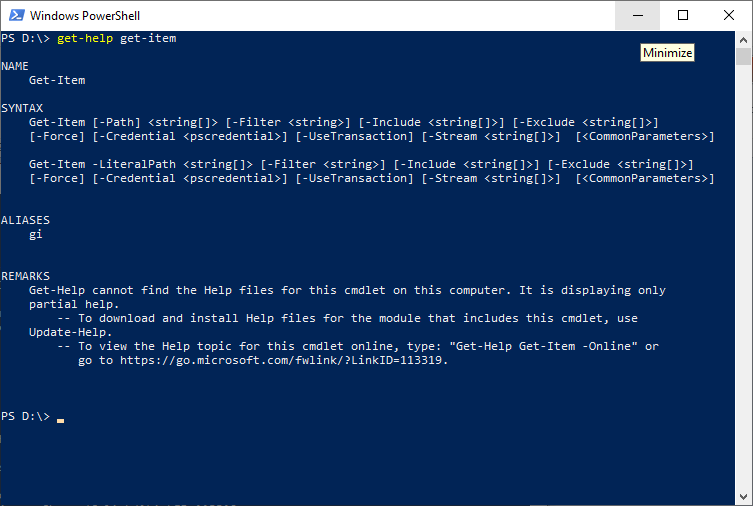 Windows PowerShell
PS D:\> get-help get-item
Minimize
NAME
Get-Item
SYNTAX
Get-Item [-Path] <string[]> [-Filter <string>] [-Include <string[]>] [-Exclude <string[]>]
[-Force] [-Credential <pscredential>] [-UseTransaction] [-Stream <string[]>]  [<CommonParameters>]
Get-Item -LiteralPath <string[]> [-Filter <string>] [-Include <string[]>] [-Exclude <string[]>]
[-Force] [-Credential <pscredential>] [-UseTransaction] [-Stream <string[]>]  [<CommonParameters>]
ALIASES
gi
REMARKS
Get-Help cannot find the Help files for this cmdlet on this computer. It is displaying only
partial help.
-- To download and install Help files for the module that includes this cmdlet, use
Update-Help.
-- To view the Help topic for this cmdlet online, type: "Get-Help Get-Item -Online" or
go to https://go.microsoft.com/fwlink/?LinkID=113319.
PS D:\>